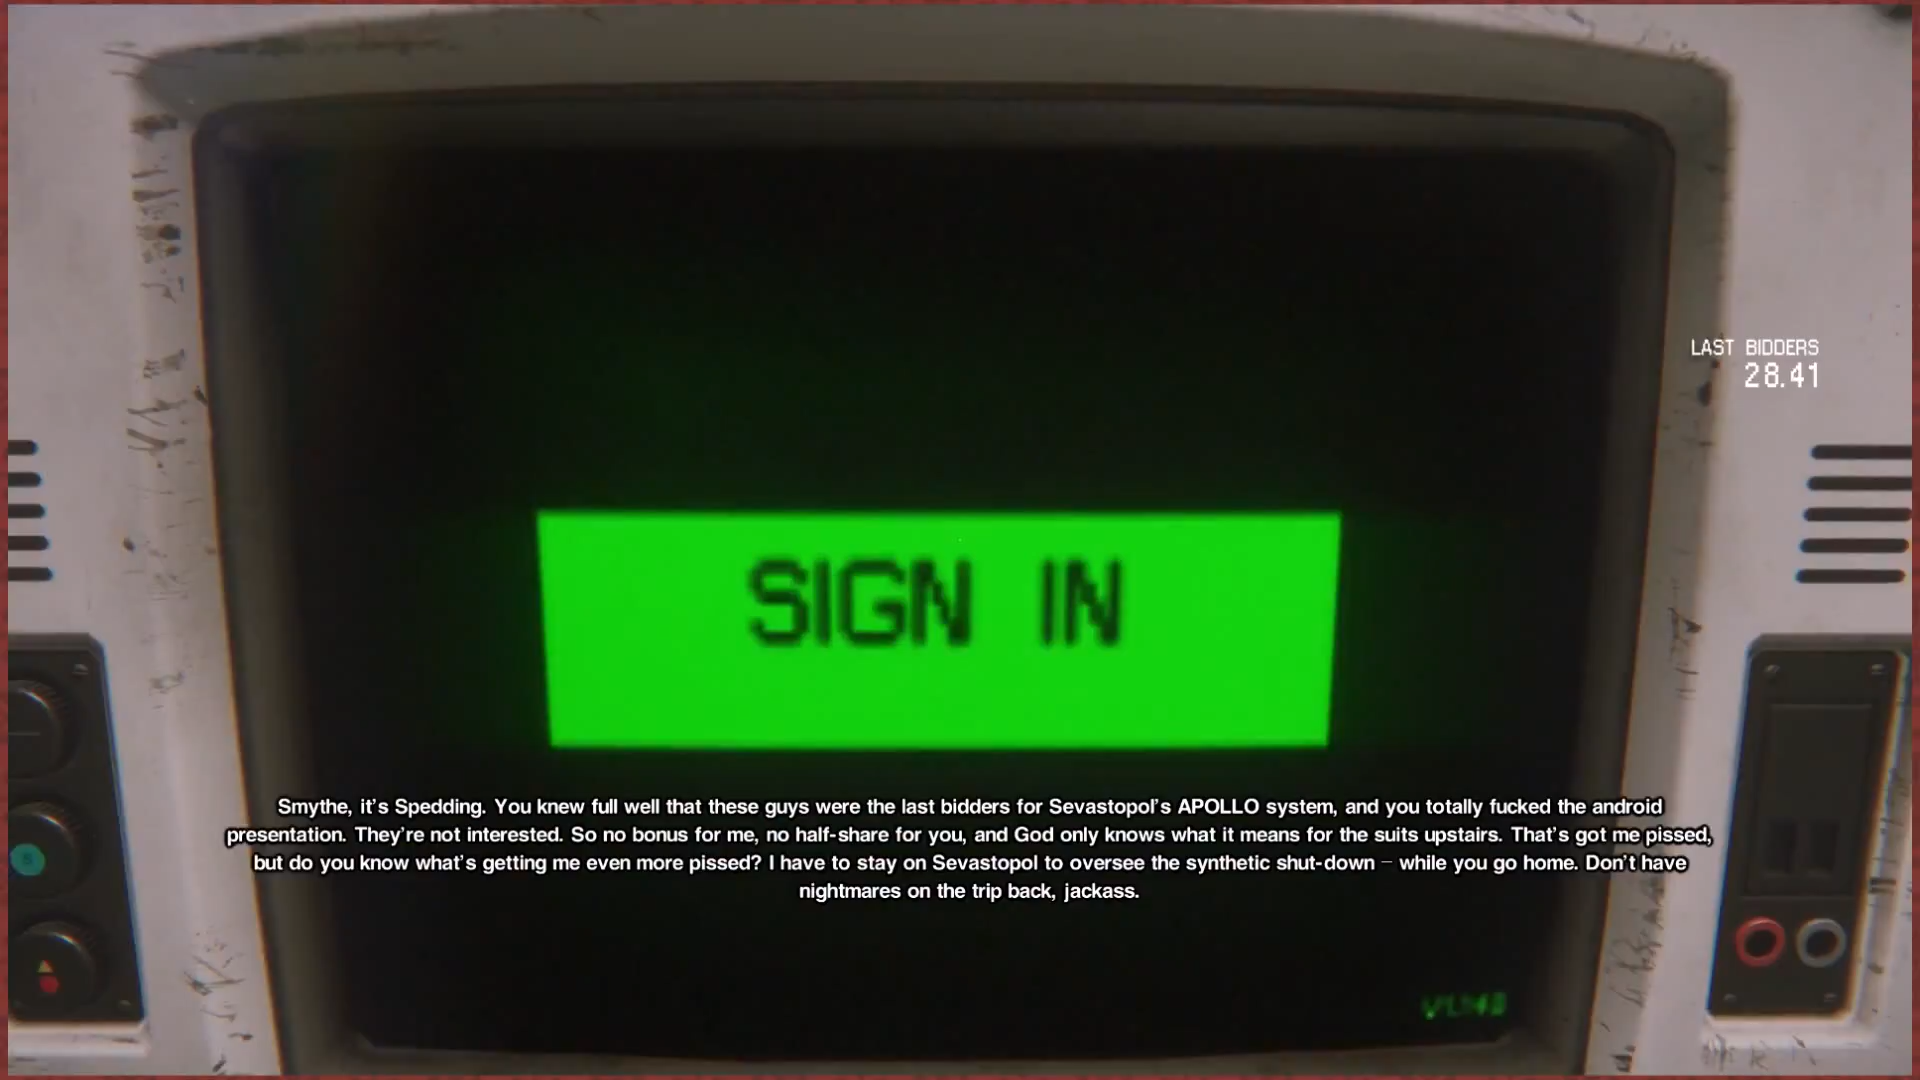 LAST BIDDERS
28.41
SIGN IN
Smythe, it's Spedding. You knew full well that these guys were the last bidders for Sevastopol's APOLLO system, and you totally fucked the android
presentation. They're not interested. So no bonus for me, no half-share for you, and God only knows what it means for the suits upstairs. That's got me pissed,
but do you know what's getting me even more pissed? I have to stay on Sevastopol to oversee the synthetic shut-down – while you go home. Don't have
nightmares on the trip back, jackass.